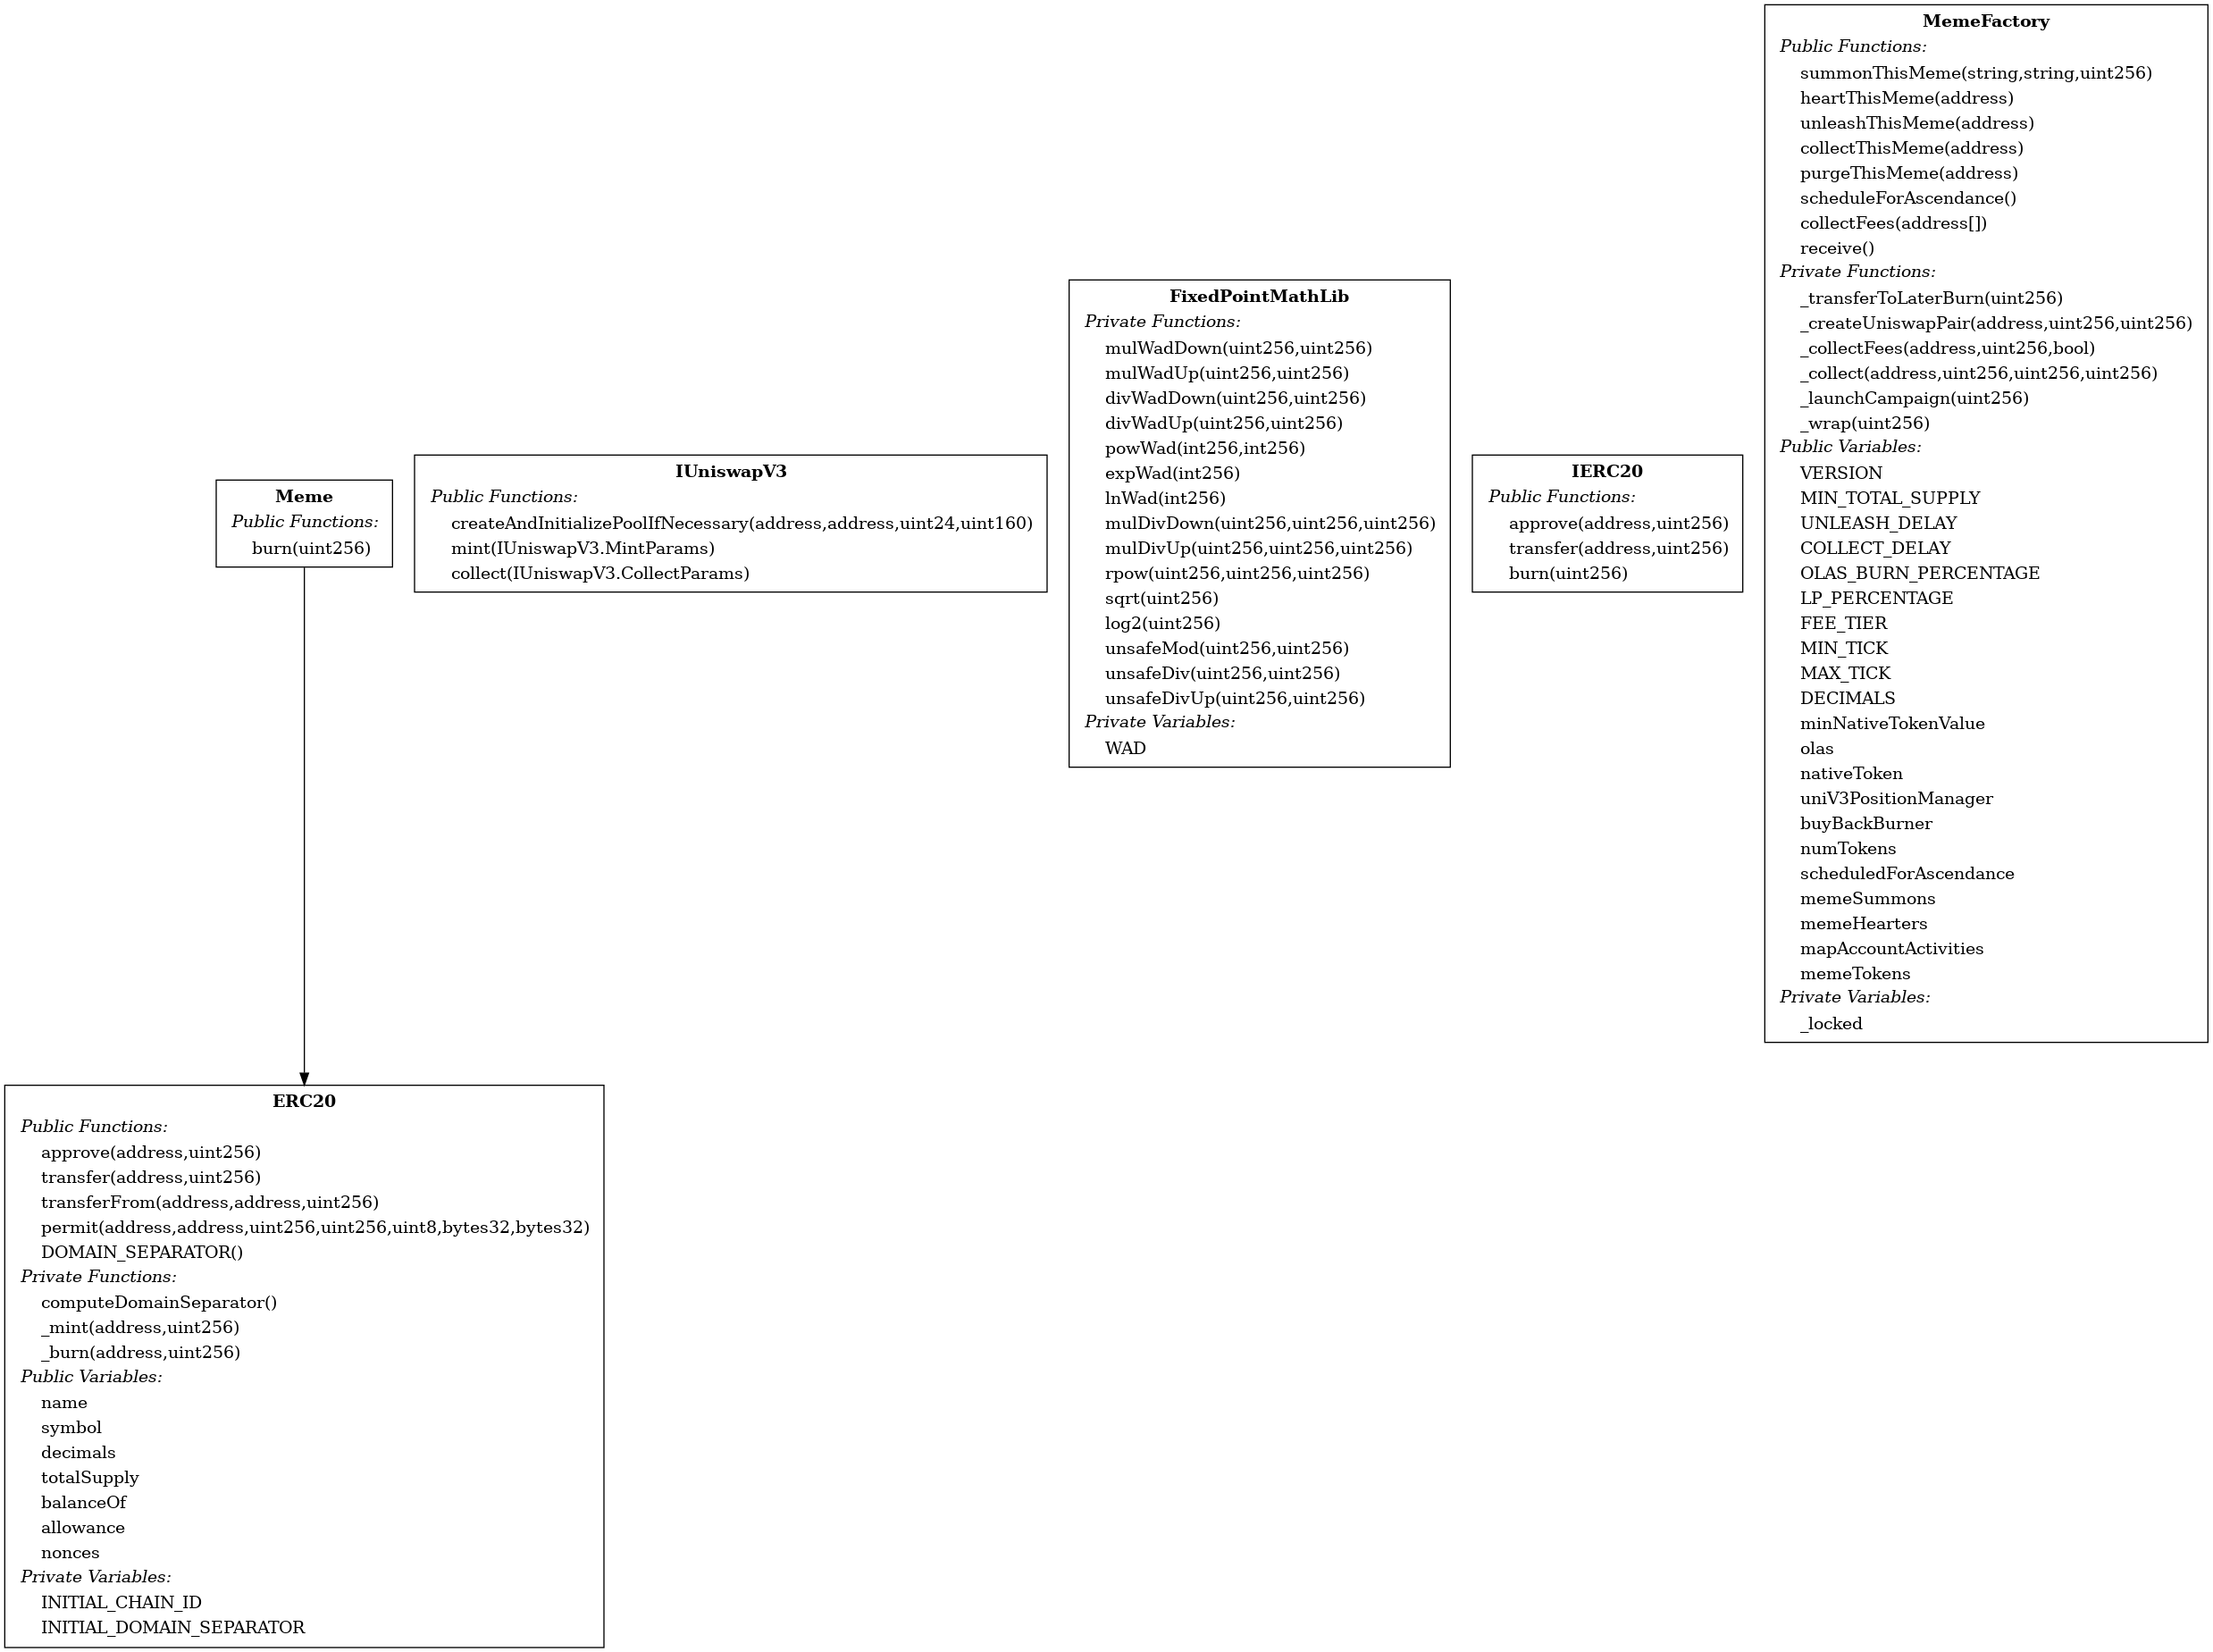 Meme
Public Functions:
burn(uint256)
IUniswapV3
Public Functions:
createAndInitializePoolIfNecessary(address,address,uint24,uint160)
mint(IUniswapV3.MintParams)
collect(IUniswapV3.CollectParams)
FixedPointMathLib
Private Functions:
mulWadDown(uint256,uint256)
mulWadUp(uint256,uint256)
divWadDown(uint256,uint256)
divWadUp(uint256,uint256)
powWad(int256,int256)
expWad(int256)
lnWad(int256)
mulDivDown(uint256,uint256,uint256)
mulDivUp(uint256,uint256,uint256)
rpow(uint256,uint256,uint256)
sqrt(uint256)
log2(uint256)
unsafeMod(uint256,uint256)
unsafeDiv(uint256,uint256)
unsafeDivUp(uint256,uint256)
Private Variables:
WAD
IERC20
Public Functions:
approve(address,uint256)
transfer(address,uint256)
burn(uint256)
MemeFactory
Public Functions:
summonThisMeme(string,string,uint256)
heartThisMeme(address)
unleashThisMeme(address)
collectThisMeme(address)
purgeThisMeme(address)
scheduleForAscendance()
collectFees(address[])
receive()
Private Functions:
_transferToLaterBurn(uint256)
_createUniswapPair(address,uint256,uint256)
_collectFees(address,uint256,bool)
_collect(address,uint256,uint256,uint256)
_launchCampaign(uint256)
_wrap(uint256)
Public Variables:
VERSION
MIN_TOTAL_SUPPLY
UNLEASH_DELAY
COLLECT_DELAY
OLAS_BURN_PERCENTAGE
LP_PERCENTAGE
FEE_TIER
MIN_TICK
MAX_TICK
DECIMALS
minNativeTokenValue
olas
nativeToken
uniV3PositionManager
buyBackBurner
numTokens
scheduledForAscendance
memeSummons
memeHearters
mapAccountActivities
memeTokens
Private Variables:
_locked
ERC20
Public Functions:
approve(address,uint256)
transfer(address,uint256)
transferFrom(address,address,uint256)
permit(address,address,uint256,uint256,uint8,bytes32,bytes32)
DOMAIN_SEPARATOR()
Private Functions:
computeDomainSeparator()
_mint(address,uint256)
_burn(address,uint256)
Public Variables:
name
symbol
decimals
totalSupply
balanceOf
allowance
nonces
Private Variables:
INITIAL_CHAIN_ID
INITIAL_DOMAIN_SEPARATOR